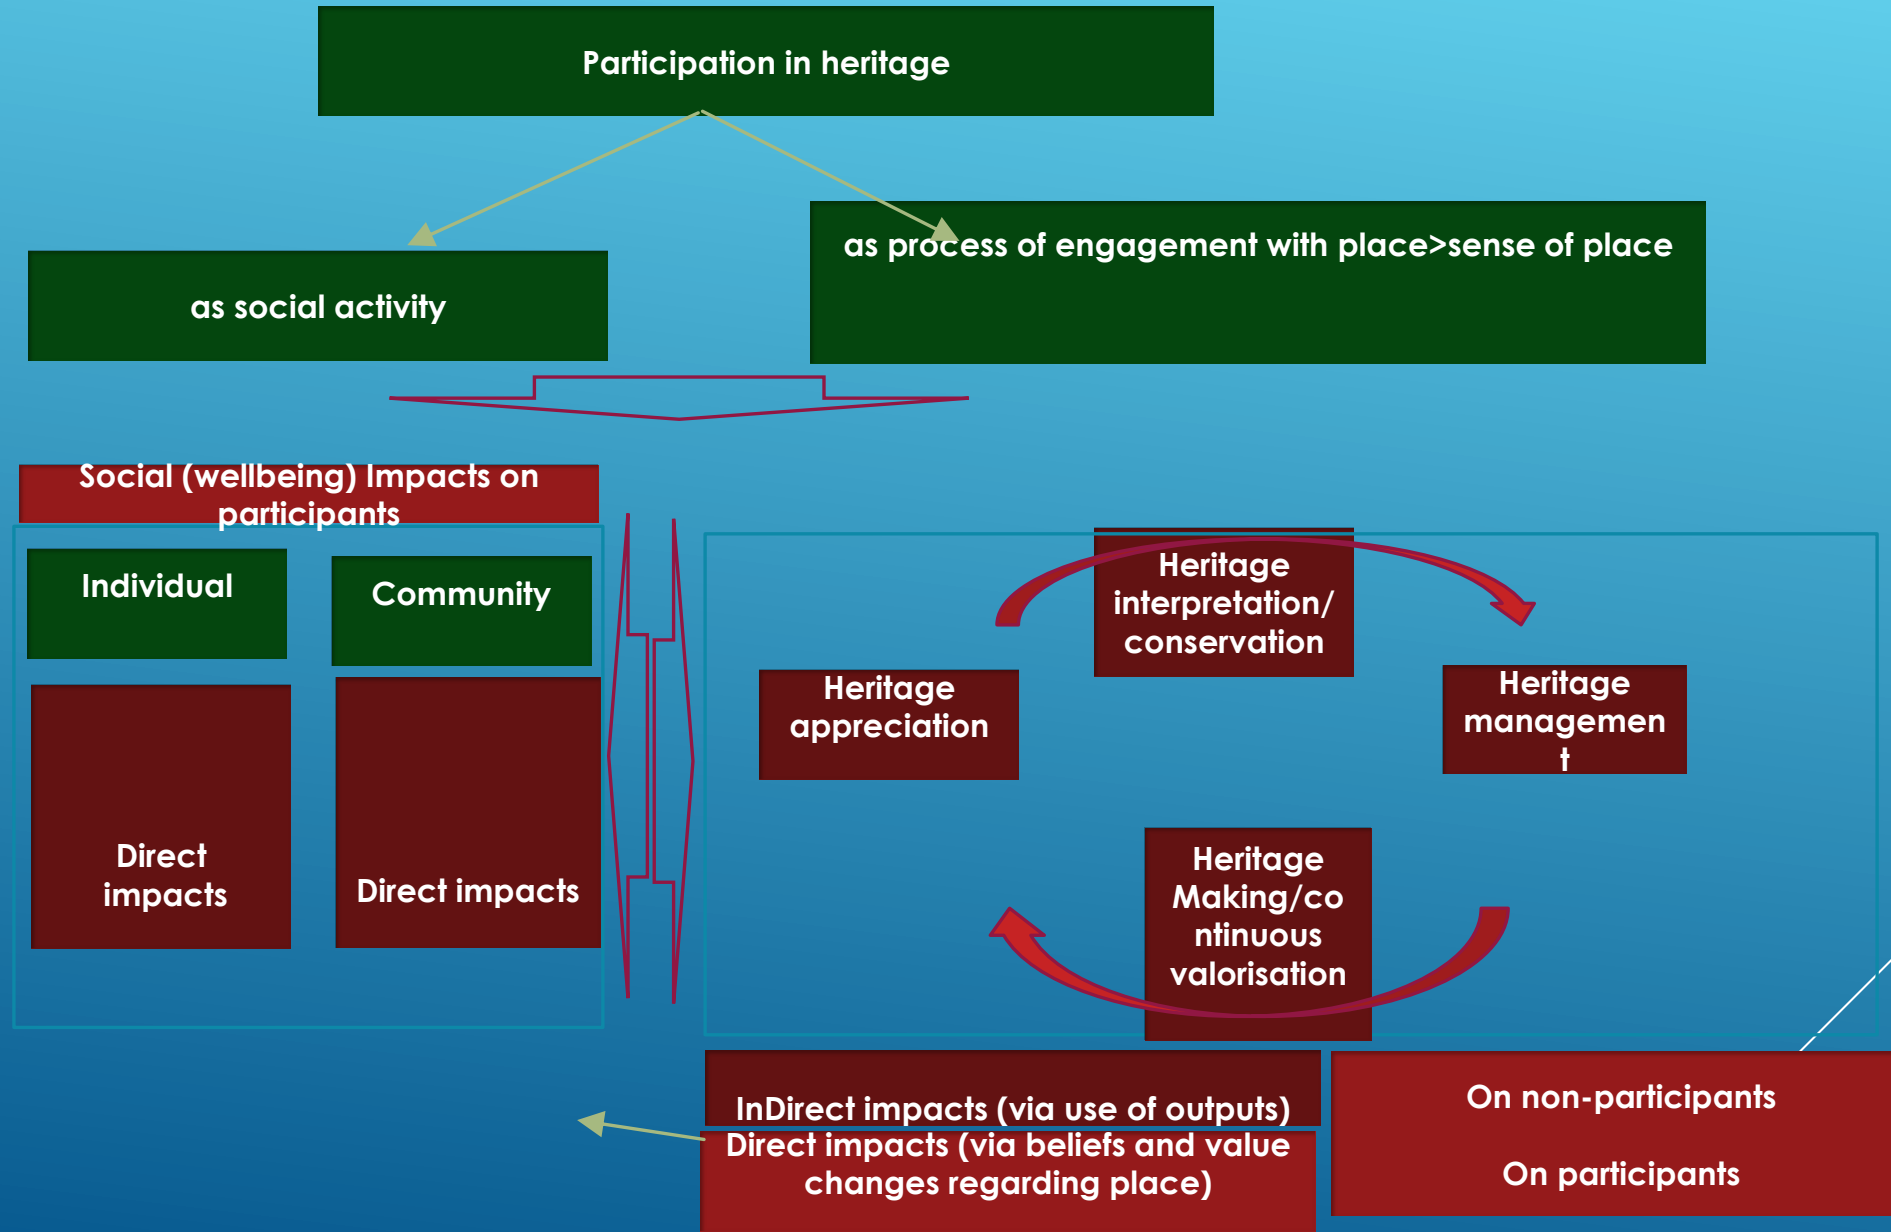 Participation in heritage
as process of engagement with place>sense of place
as social activity
Social (wellbeing) Impacts on
participants
Individual
Community
Direct
impacts
Direct impacts
Heritage
interpretation/
conservation
Heritage
appreciation
Heritage
managemen
t
Heritage
Making/co
ntinuous
valorisation
InDirect impacts (via use of outputs)
Direct impacts (via beliefs and value
changes regarding place)
On non-participants
On participants